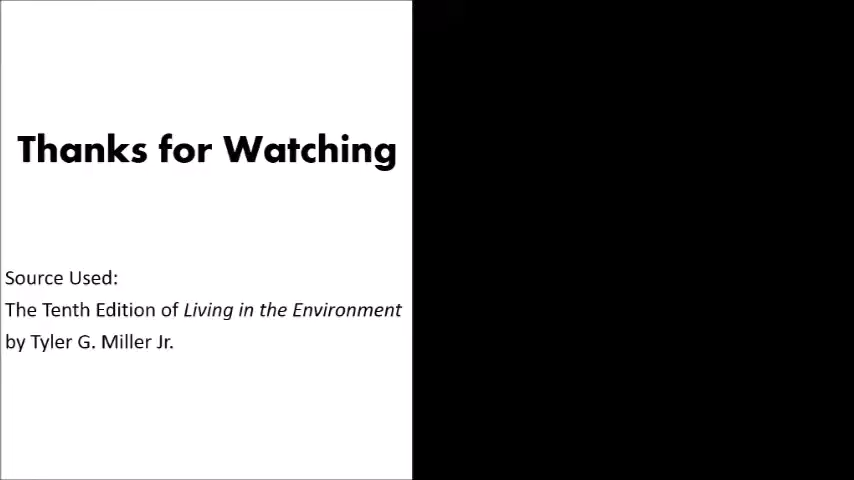 Thanks for Watching
Source Used:
The Tenth Edition of Living in the Environment
by Tyler G. Miller Jr.